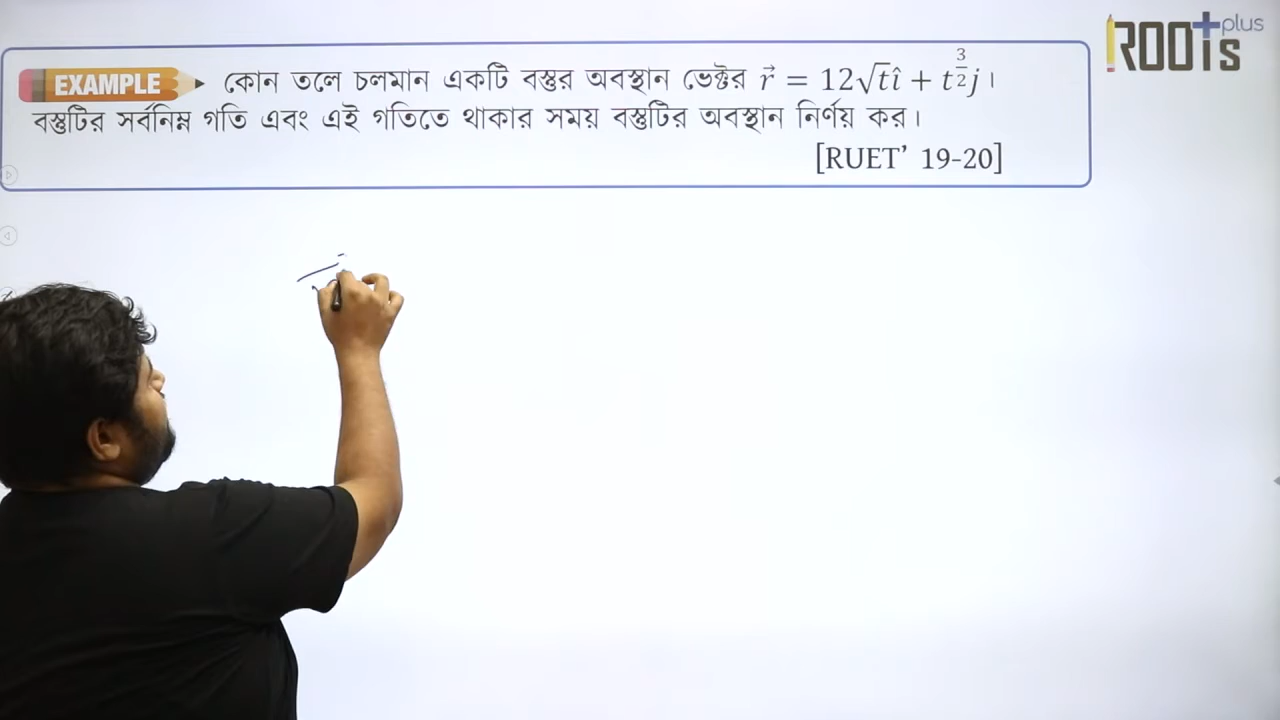 ROOTs plus
EXAMPLE কোন তলে চলমান একটি বস্তুর অবস্থান ভেক্টর r⃗ = 12√t î + t^(3/2) j ।
বস্তুটির সর্বনিম্ন গতি এবং এই গতিতে থাকার সময় বস্তুটির অবস্থান নির্ণয় কর।
[RUET’ 19-20]